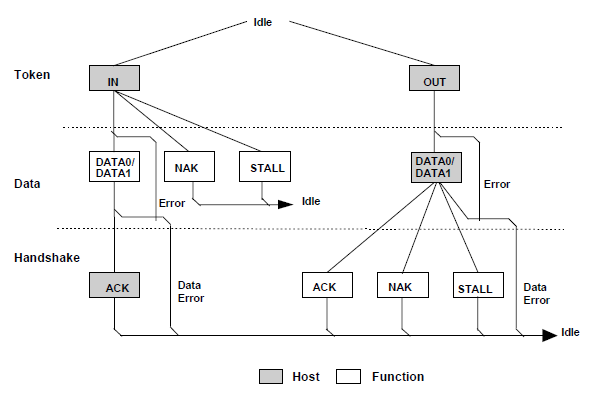 Idle
Token
IN
OUT
DATA0/
DATA1
NAK
STALL
DATA0/
DATA1
Data
Error
Error
Idle
Handshake
ACK
Data
Error
ACK
NAK
STALL
Data
Error
Idle
Host
Function